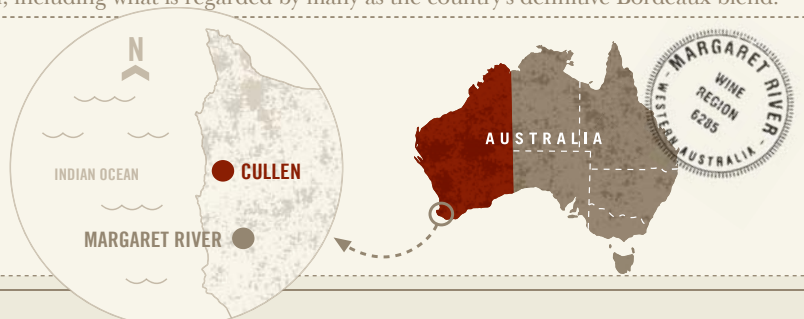 , including what is regarded by many as the country's definitive Bordeaux blend.
N
INDIAN OCEAN
CULLEN
MARGARET RIVER
AUSTRALIA
MARGARET RIVER
WINE
REGION
6285
WESTERN AUSTRALIA